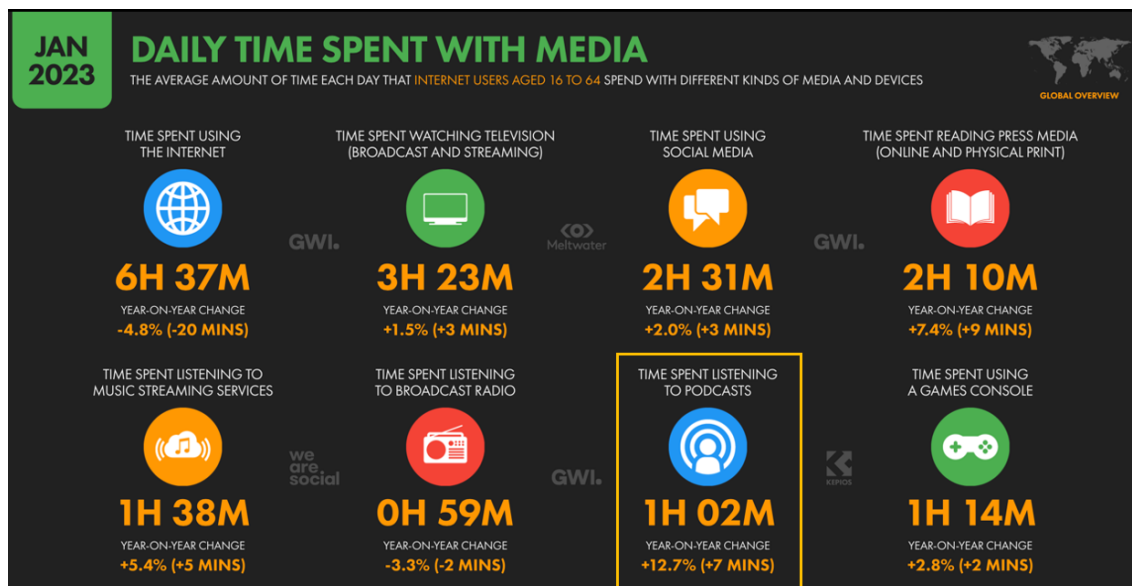 JAN
2023
DAILY TIME SPENT WITH MEDIA
THE AVERAGE AMOUNT OF TIME EACH DAY THAT INTERNET USERS AGED 16 TO 64 SPEND WITH DIFFERENT KINDS OF MEDIA AND DEVICES
GLOBAL OVERVIEW
TIME SPENT USING
THE INTERNET
6H 37M
YEAR-ON-YEAR CHANGE
-4.8% (-20 MINS)
GWI.
TIME SPENT WATCHING TELEVISION
(BROADCAST AND STREAMING)
3H 23M
YEAR-ON-YEAR CHANGE
+1.5% (+3 MINS)
Meltwater
TIME SPENT USING
SOCIAL MEDIA
2H 31M
YEAR-ON-YEAR CHANGE
+2.0% (+3 MINS)
GWI.
TIME SPENT READING PRESS MEDIA
(ONLINE AND PHYSICAL PRINT)
2H 10M
YEAR-ON-YEAR CHANGE
+7.4% (+9 MINS)
TIME SPENT LISTENING TO
MUSIC STREAMING SERVICES
1H 38M
YEAR-ON-YEAR CHANGE
+5.4% (+5 MINS)
we
are
social
TIME SPENT LISTENING
TO BROADCAST RADIO
0H 59M
YEAR-ON-YEAR CHANGE
-3.3% (-2 MINS)
GWI.
TIME SPENT LISTENING
TO PODCASTS
1H 02M
YEAR-ON-YEAR CHANGE
+12.7% (+7 MINS)
KEPIOS
TIME SPENT USING
A GAMES CONSOLE
1H 14M
YEAR-ON-YEAR CHANGE
+2.8% (+2 MINS)